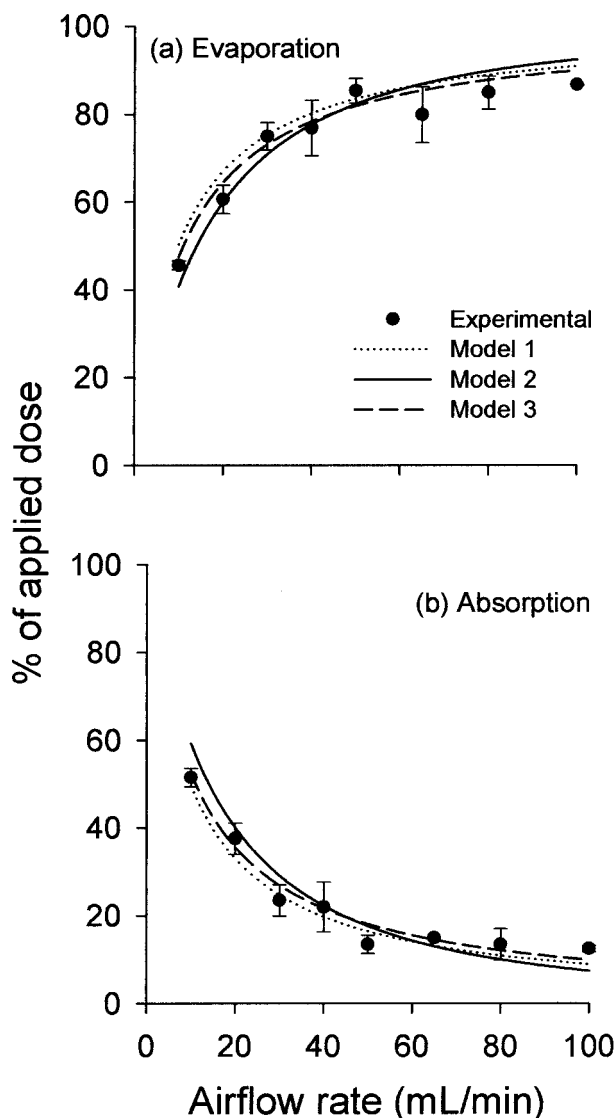 100
(a) Evaporation
80
60
40
20
0
Experimental
Model 1
Model 2
Model 3
% of applied dose
100
(b) Absorption
80
60
40
20
0
0 20 40 60 80 100
Airflow rate (mL/min)